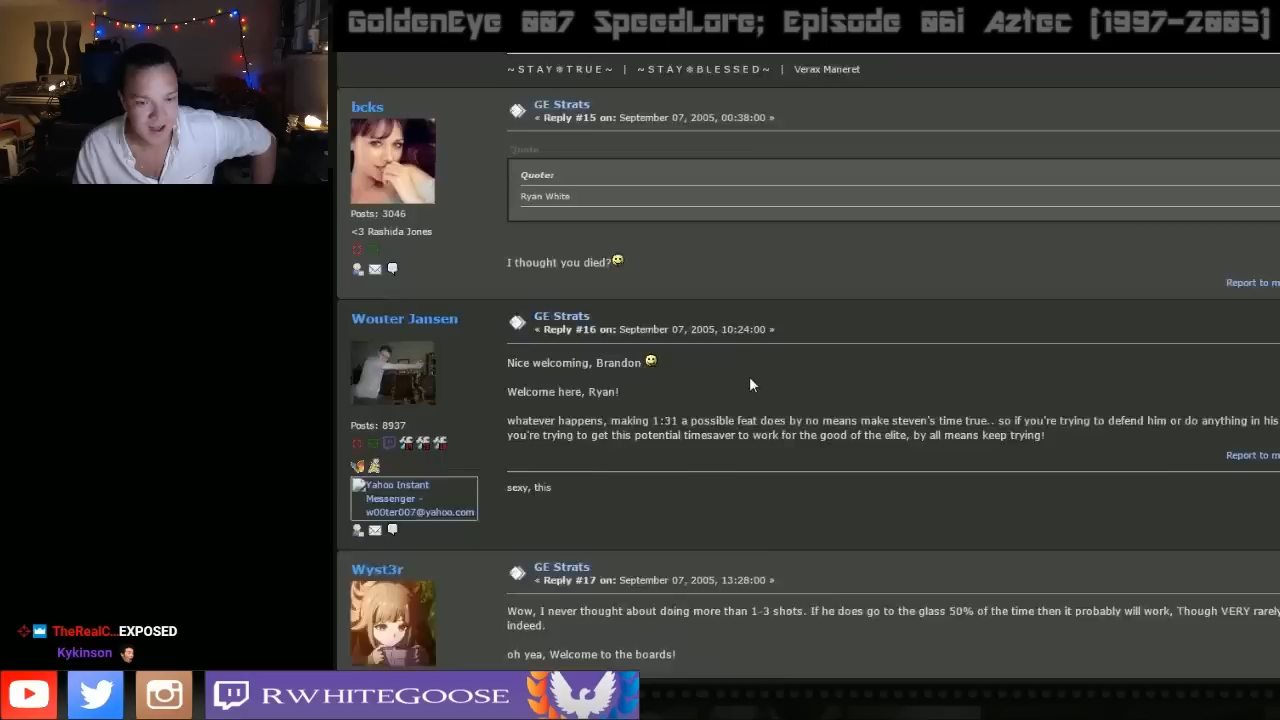 GoldenEye 007 SpeedLore; Episode 06i Aztec [1997-2005]
~ S T A Y ☻ T R U E ~ | ~ S T A Y ☻ B L E S S E D ~ | Verax Maneret
bcks
GE Strats
« Reply #15 on: September 07, 2005, 00:38:00 »
Quote
Quote:
Ryan White
Posts: 3046
<3 Rashida Jones
I thought you died?
Report to m
Wouter Jansen
GE Strats
« Reply #16 on: September 07, 2005, 10:24:00 »
Nice welcoming, Brandon
Welcome here, Ryan!
whatever happens, making 1:31 a possible feat does by no means make steven's time true.. so if you're trying to defend him or do anything in his
you're trying to get this potential timesaver to work for the good of the elite, by all means keep trying!
Posts: 8937
Report to m
Yahoo Instant
Messenger -
w00ter007@yahoo.com
sexy, this
Wyst3r
GE Strats
« Reply #17 on: September 07, 2005, 13:28:00 »
Wow, I never thought about doing more than 1-3 shots. If he does go to the glass 50% of the time then it probably will work, Though VERY rarely
indeed.
oh yea, Welcome to the boards!
TheRealC...EXPOSED
Kykinson
RWHITEGOOSE